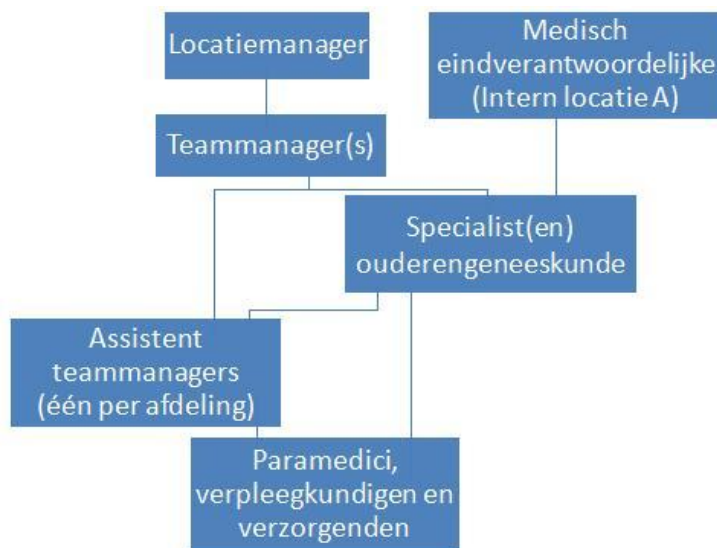 Locatiemanager
Medisch
eindverantwoordelijke
(Intern locatie A)
Teammanager(s)
Specialist(en)
ouderengeneeskunde
Assistent
teammanagers
(één per afdeling)
Paramedici,
verpleegkundigen en
verzorgenden